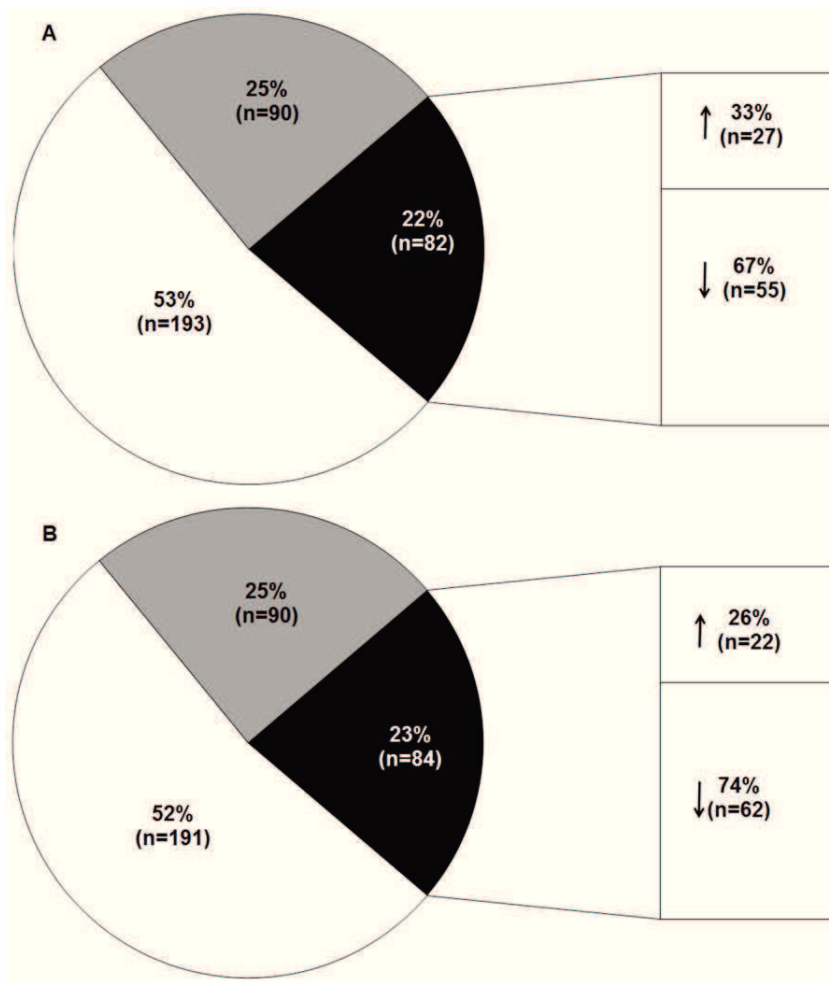 A
25%
(n=90)
22%
(n=82)
53%
(n=193)
↑ 33%
(n=27)
↓ 67%
(n=55)
B
25%
(n=90)
23%
(n=84)
52%
(n=191)
↑ 26%
(n=22)
↓ 74%
(n=62)